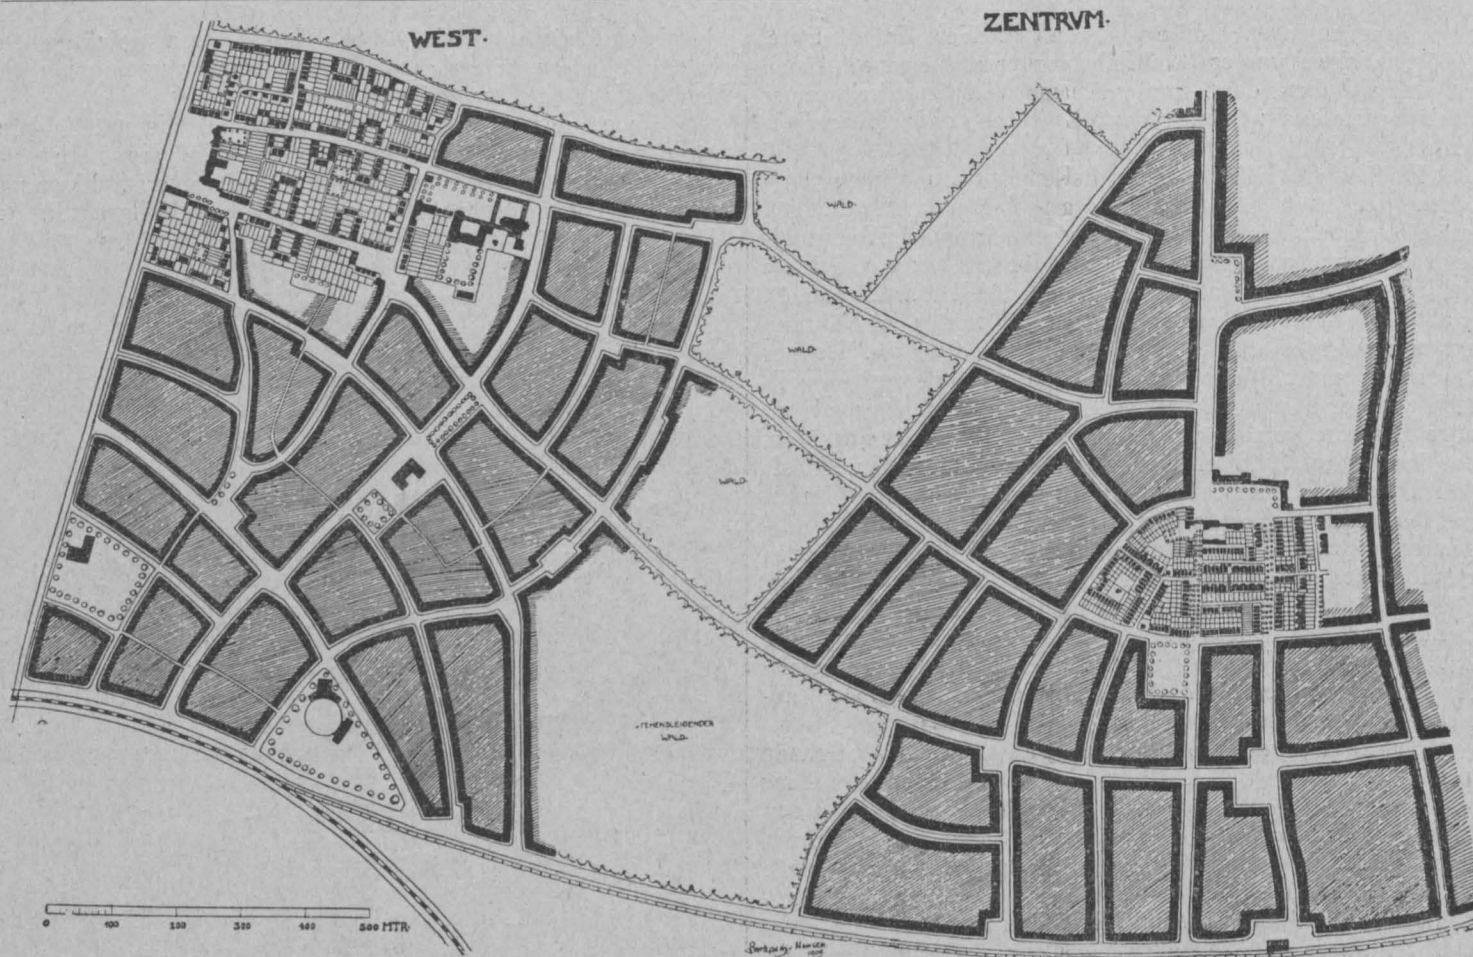 WEST·
ZENTRVM·
WALD·
WALD·
WALD·
STEHENBLEIBENDER
WALD·
0 100 200 300 400 500 MTR·